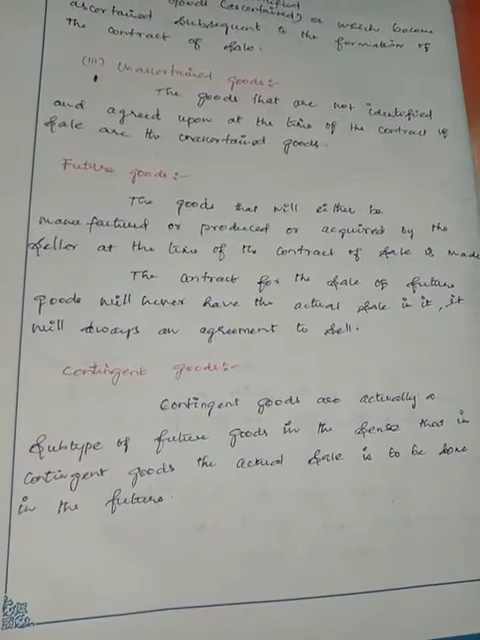 goods (ascertained) or which become
ascertained subsequent to the formation of
the contract of sale.
(iii) Unascertained goods:-
The goods that are not identified
and agreed upon at the time of the contract of
sale are the unascertained goods.
Future goods:-
The goods that will either be
manufactured or produced or acquired by the
seller at the time of the contract of sale is made
The contract for the sale of future
goods will never have the actual sale in it, it
will always an agreement to sell.
Contingent goods:-
Contingent goods are actually a
subtype of future goods in the sense that in
contingent goods the actual sale is to be done
in the future.